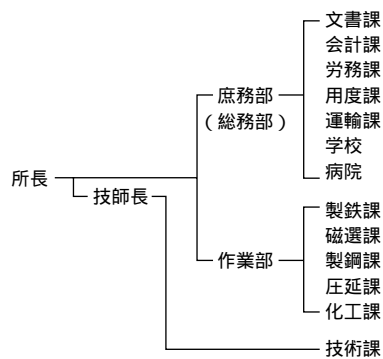 文書課
会計課
労務課
庶務部
用度課
（総務部）
運輸課
学校
病院
所長
技師長
製鉄課
磁選課
作業部
製鋼課
圧延課
化工課
技術課